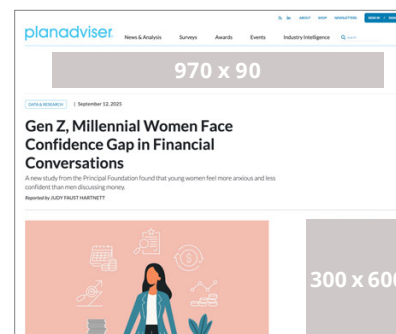 ABOUT SHOP NEWSLETTERS SIGN IN /
planadviser
News & Analysis Surveys Awards Events Industry Intelligence
970 x 90
DATA & RESEARCH | September 12, 2025
Gen Z, Millennial Women Face
Confidence Gap in Financial
Conversations
A new study from the Principal Foundation found that young women feel more anxious and less
confident than men discussing money.
Reported by JUDY FAUST HARTNETT
300 x 600